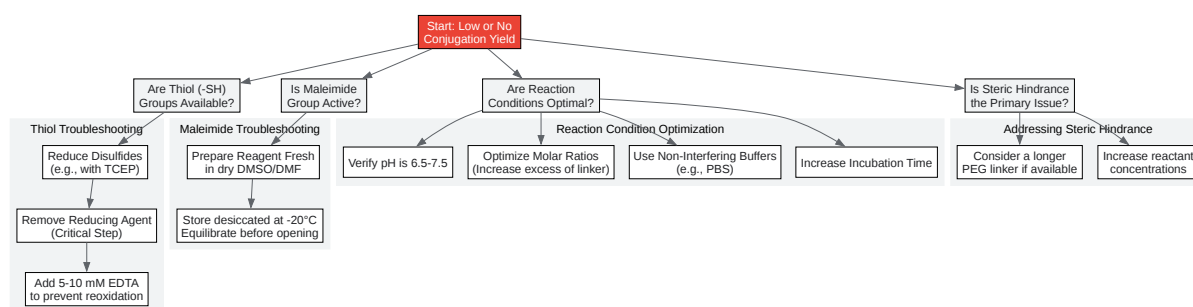 Start: Low or No
Conjugation Yield
Are Thiol (-SH)
Groups Available?
Is Maleimide
Group Active?
Are Reaction
Conditions Optimal?
Is Steric Hindrance
the Primary Issue?
Thiol Troubleshooting
Reduce Disulfides
(e.g., with TCEP)
Remove Reducing Agent
(Critical Step)
Add 5-10 mM EDTA
to prevent reoxidation
Maleimide Troubleshooting
Prepare Reagent Fresh
in dry DMSO/DMF
Store desiccated at -20°C
Equilibrate before opening
Reaction Condition Optimization
Verify pH is 6.5-7.5
Optimize Molar Ratios
(Increase excess of linker)
Use Non-Interfering Buffers
(e.g., PBS)
Increase Incubation Time
Addressing Steric Hindrance
Consider a longer
PEG linker if available
Increase reactant
concentrations